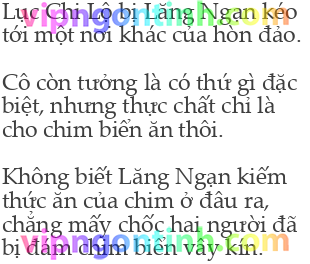 Lục Chi Lộ bị Lăng Ngạn kéo
vipngontinh.com
tới một nơi khác của hòn đảo.
Cô còn tưởng là có thứ gì đặc
biệt, nhưng thực chất chỉ là
cho chim biển ăn thôi.
Không biết Lăng Ngạn kiếm
thức ăn của chim ở đâu ra,
chẳng mấy chốc hai người đã
bị đám chim biển vây kín.
vipngontinh.com